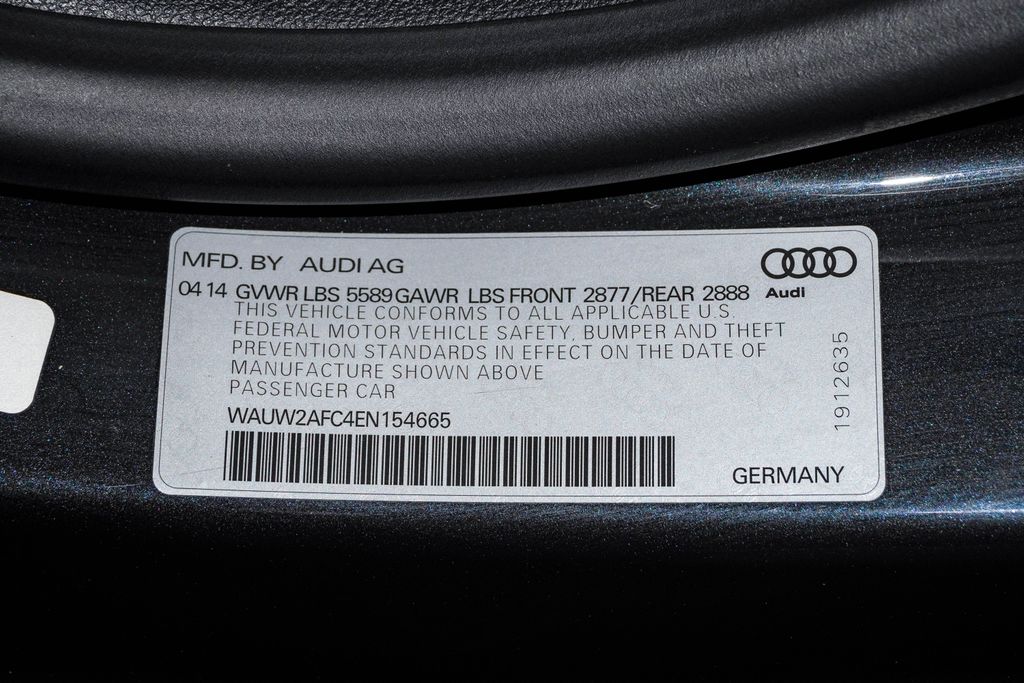 MFD. BY AUDI AG
04 14 GVWR LBS 5589 GAWR LBS FRONT 2877/REAR 2888
Audi
THIS VEHICLE CONFORMS TO ALL APPLICABLE U.S.
FEDERAL MOTOR VEHICLE SAFETY, BUMPER AND THEFT
PREVENTION STANDARDS IN EFFECT ON THE DATE OF
MANUFACTURE SHOWN ABOVE
PASSENGER CAR
WAUW2AFC4EN154665
GERMANY
1912635